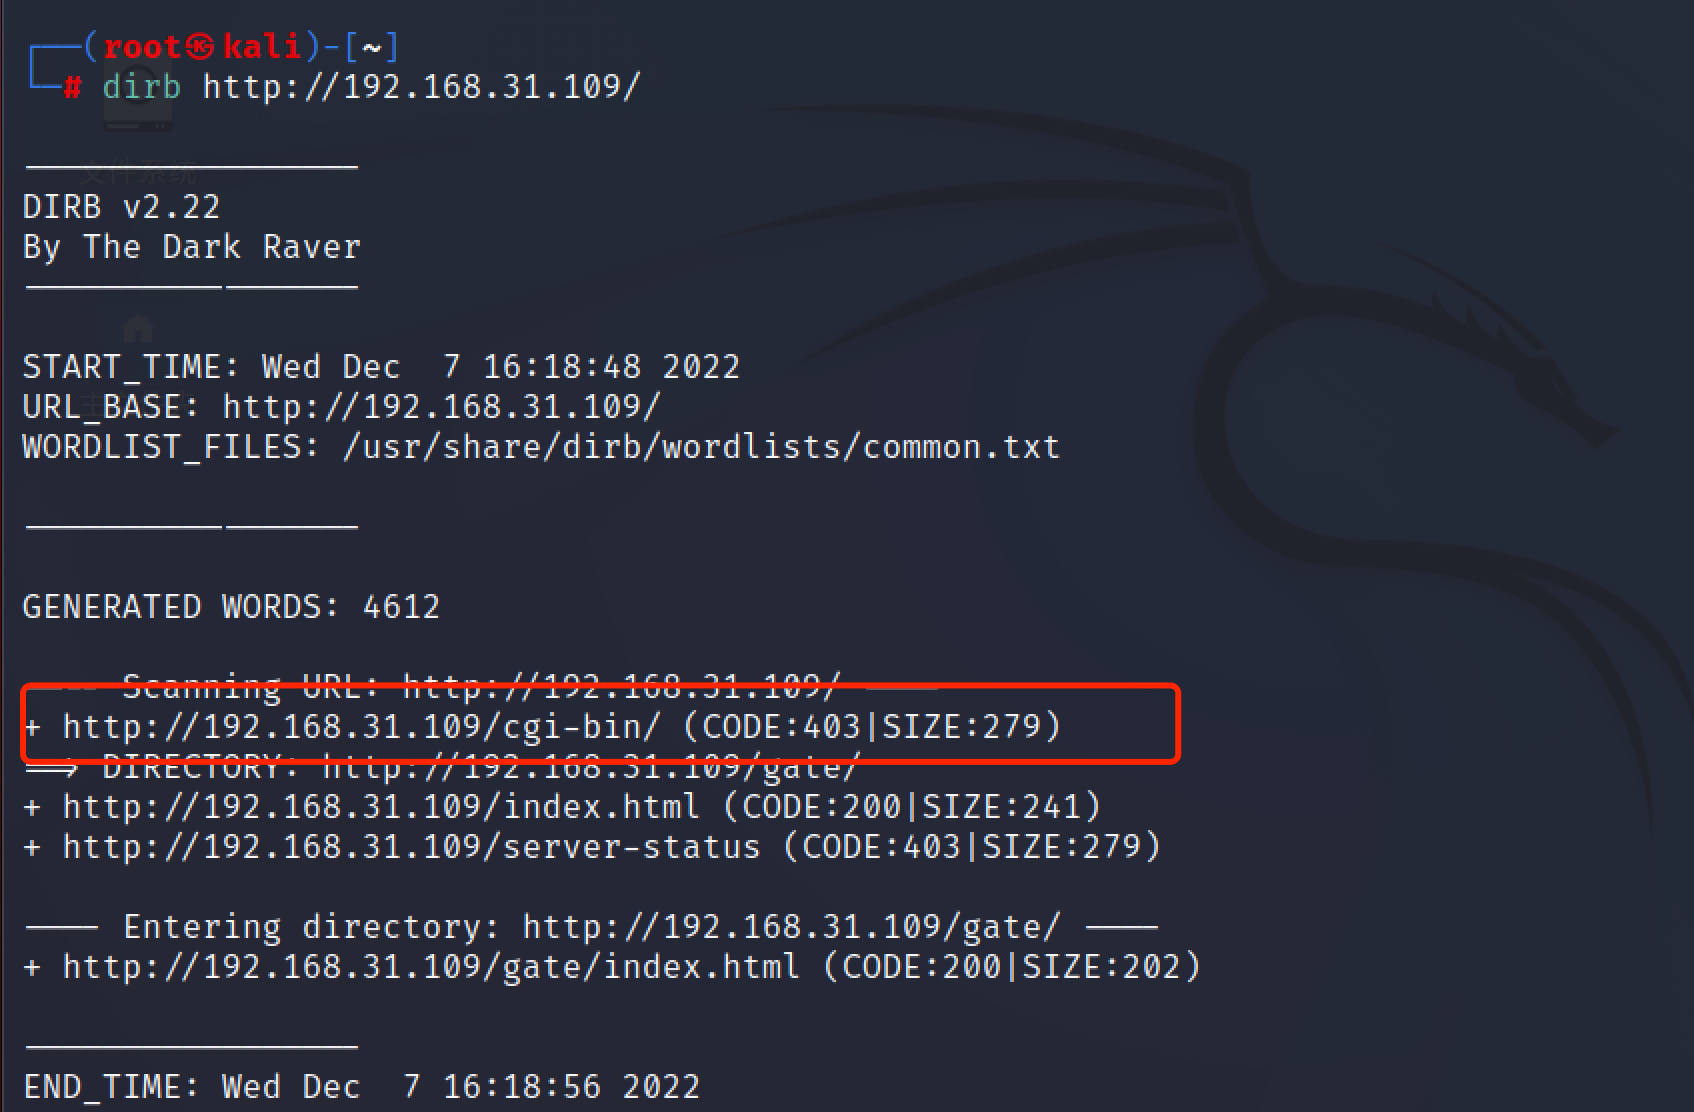 ┌──(root㉿kali)-[~]
└─# dirb http://192.168.31.109/
文件系统
DIRB v2.22
By The Dark Raver
START_TIME: Wed Dec  7 16:18:48 2022
URL_BASE: http://192.168.31.109/
WORDLIST_FILES: /usr/share/dirb/wordlists/common.txt
GENERATED WORDS: 4612
---- Scanning URL: http://192.168.31.109/ ----
+ http://192.168.31.109/cgi-bin/ (CODE:403|SIZE:279)
==> DIRECTORY: http://192.168.31.109/gate/
+ http://192.168.31.109/index.html (CODE:200|SIZE:241)
+ http://192.168.31.109/server-status (CODE:403|SIZE:279)
---- Entering directory: http://192.168.31.109/gate/ ----
+ http://192.168.31.109/gate/index.html (CODE:200|SIZE:202)
END_TIME: Wed Dec  7 16:18:56 2022